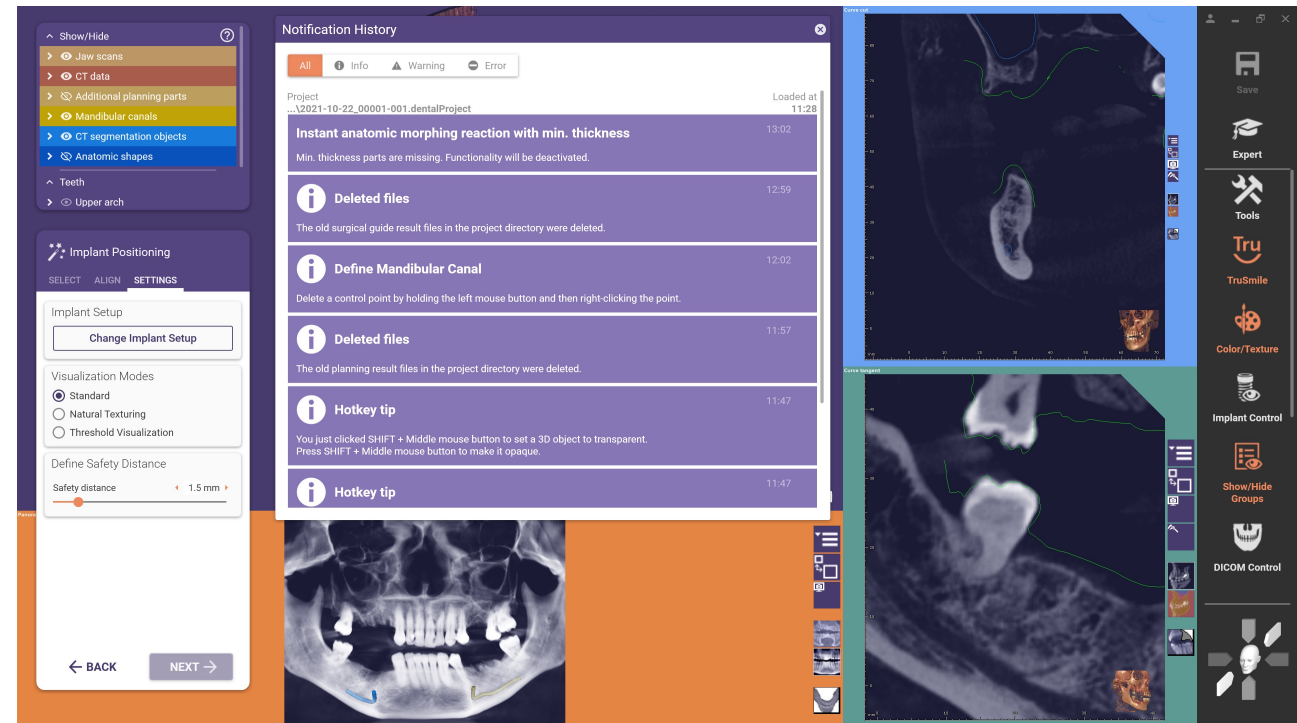 Show/Hide
Jaw scans
CT data
Additional planning parts
Mandibular canals
CT segmentation objects
Anatomic shapes
Teeth
Upper arch
Implant Positioning
SELECT ALIGN SETTINGS
Implant Setup
Change Implant Setup
Visualization Modes
Standard
Natural Texturing
Threshold Visualization
Define Safety Distance
Safety distance 1.5 mm
BACK NEXT
Notification History
All Info Warning Error
Project Loaded at
...\2021-10-22_00001-001.dentalProject 11:28
Instant anatomic morphing reaction with min. thickness 13:02
Min. thickness parts are missing. Functionality will be deactivated.
Deleted files 12:59
The old surgical guide result files in the project directory were deleted.
Define Mandibular Canal 12:02
Delete a control point by holding the left mouse button and then right-clicking the point.
Deleted files 11:57
The old planning result files in the project directory were deleted.
Hotkey tip 11:47
You just clicked SHIFT + Middle mouse button to set a 3D object to transparent.
Press SHIFT + Middle mouse button to make it opaque.
Hotkey tip 11:47
Curve cut
Curve tangent
Save
Expert
Tools
Tru
TruSmile
Color/Texture
Implant Control
Show/Hide
Groups
DICOM Control